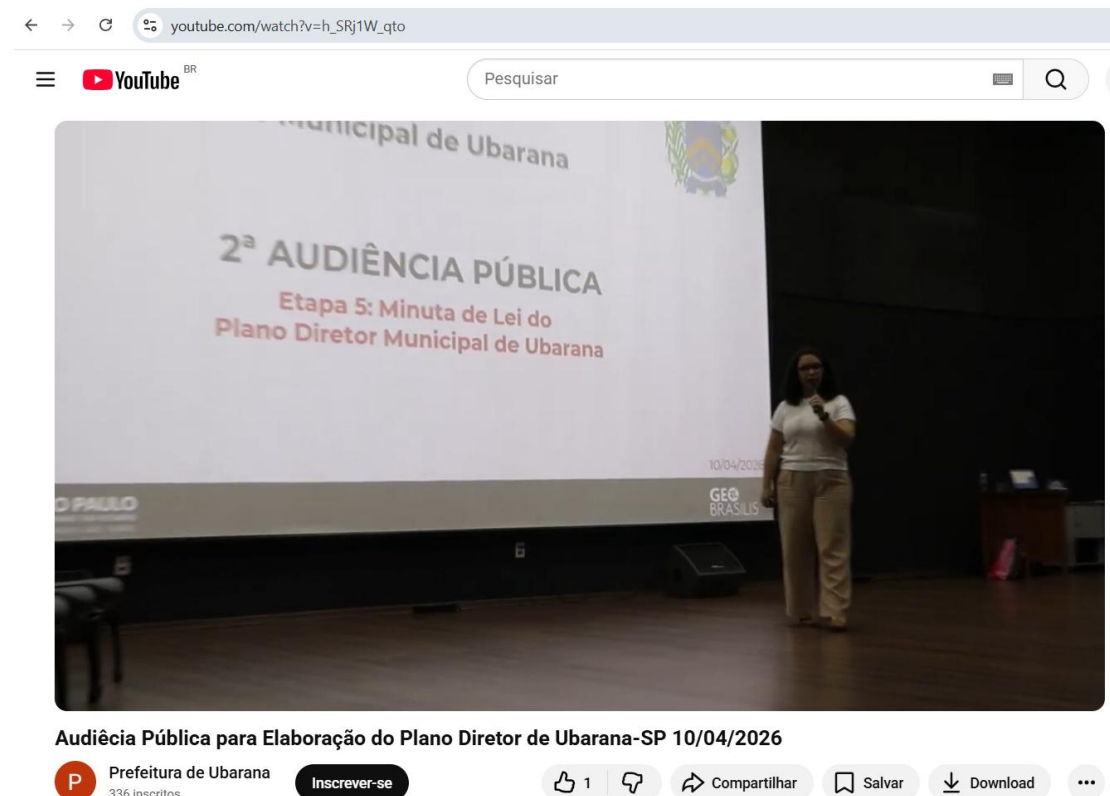 youtube.com/watch?v=h_SRj1W_qto
YouTube BR
Pesquisar
Municipal de Ubarana
2ª AUDIÊNCIA PÚBLICA
Etapa 5: Minuta de Lei do
Plano Diretor Municipal de Ubarana
10/04/2026
GEO
BRASILIS
O PAULO
Audiêcia Pública para Elaboração do Plano Diretor de Ubarana-SP 10/04/2026
P
Prefeitura de Ubarana
336 inscritos
Inscrever-se
1
Compartilhar
Salvar
Download